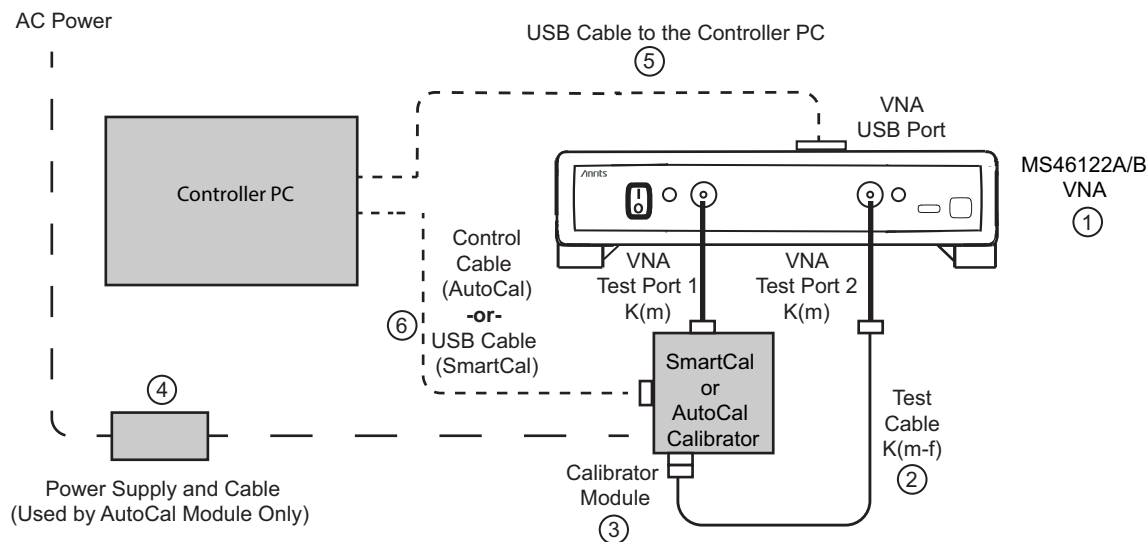 AC Power
USB Cable to the Controller PC
5
VNA
USB Port
MS46122A/B
VNA
1
Anritsu
Controller PC
Control
Cable
(AutoCal)
-or-
USB Cable
(SmartCal)
6
VNA
Test Port 1
K(m)
VNA
Test Port 2
K(m)
SmartCal
or
AutoCal
Calibrator
4
Power Supply and Cable
(Used by AutoCal Module Only)
Calibrator
Module
3
Test
Cable
K(m-f)
2